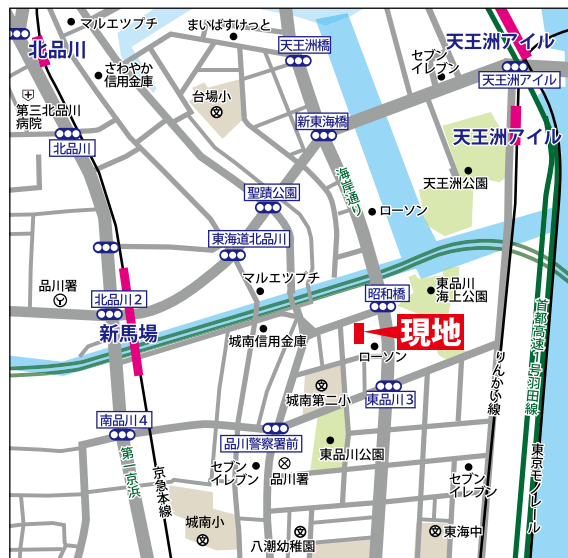 マルエツプチ
まいばすけっと
北品川
さわやか
信用金庫
天王洲橋
セブン
イレブン
天王洲アイル
天王洲アイル
第三北品川
病院
台場小
北品川
新東海橋
天王洲アイル
海岸通り
天王洲公園
聖蹟公園
ローソン
東海道北品川
マルエツプチ
品川署
北品川2
新馬場
城南信用金庫
昭和橋
東品川
海上公園
現地
ローソン
首都高速1号羽田線
りんかい線
城南第二小
東品川3
南品川4
品川警察署前
第一京浜
京急本線
セブン
イレブン
品川署
東品川公園
セブン
イレブン
東京モノレール
城南小
八潮幼稚園
東海中